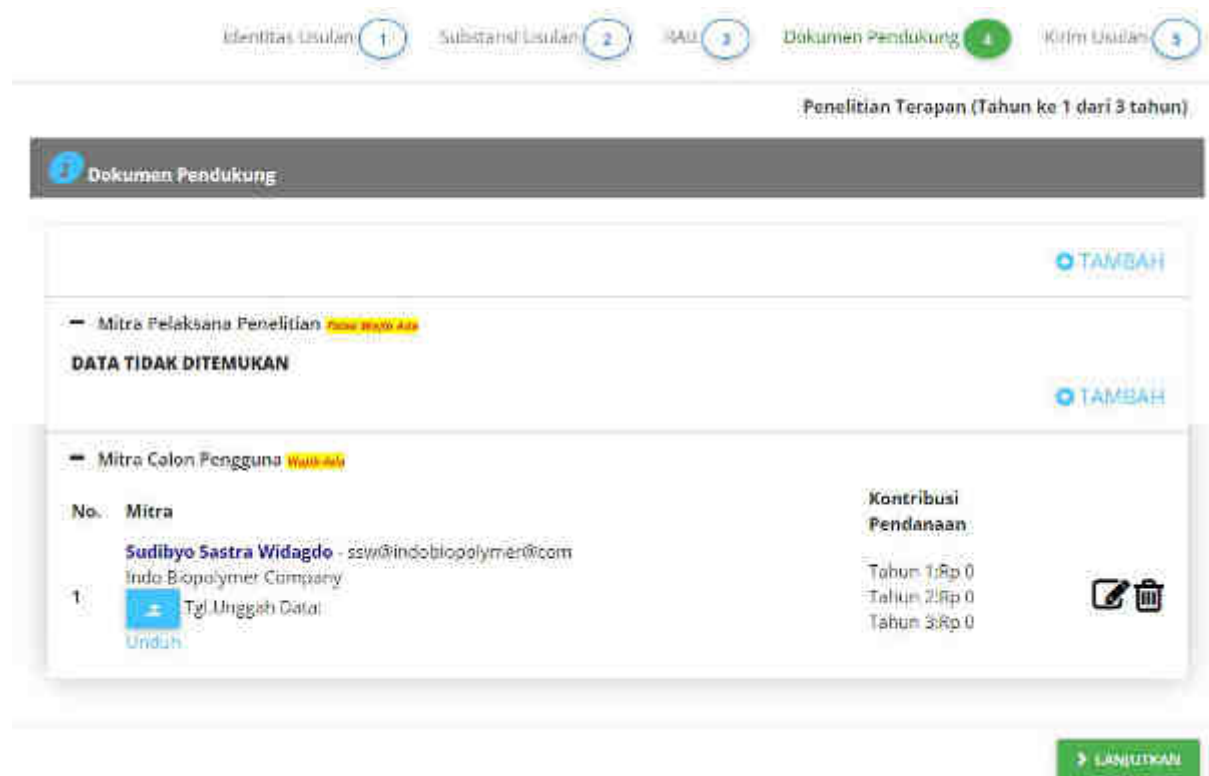 Identitas Usulan 1 Substansi Usulan 2 RAB 3 Dokumen Pendukung 4 Kirim Usulan 5
Penelitian Terapan (Tahun ke 1 dari 3 tahun)
Dokumen Pendukung
TAMBAH
Mitra Pelaksana Penelitian Wajib Ada
DATA TIDAK DITEMUKAN
TAMBAH
Mitra Calon Pengguna Wajib Ada
No. Mitra Kontribusi Pendanaan
Sudibyo Sastra Widagdo - ssw@indobiopolymer@com
Indo Biopolymer Company
1 Tgl Unggah Data:
Unduh
Tahun 1:Rp 0
Tahun 2:Rp 0
Tahun 3:Rp 0
LANJUTKAN